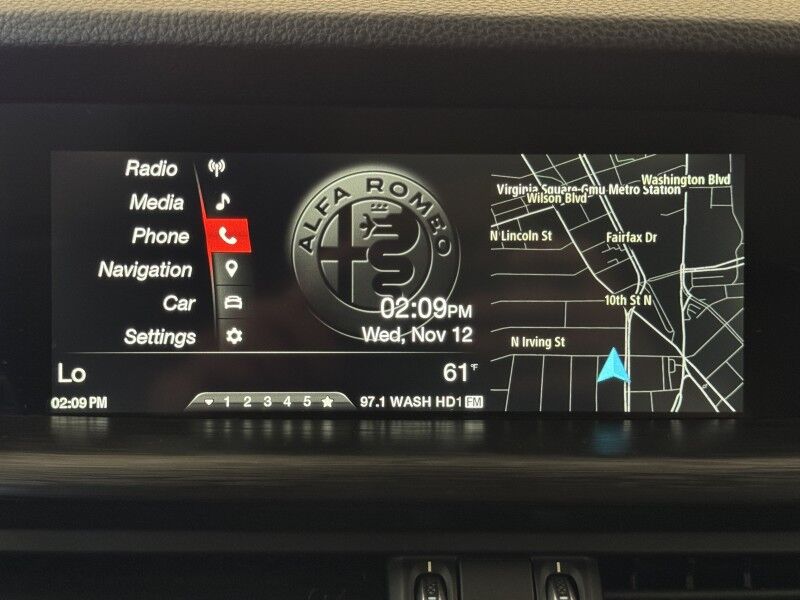 Radio
Media
Phone
Navigation
Car
Settings
ALFA ROMEO
02:09PM
Wed, Nov 12
Lo
61°F
02:09 PM
1 2 3 4 5
97.1 WASH HD1 FM
Washington Blvd
Virginia Square-Gmu Metro Station
Wilson Blvd
N Lincoln St
Fairfax Dr
10th St N
N Irving St